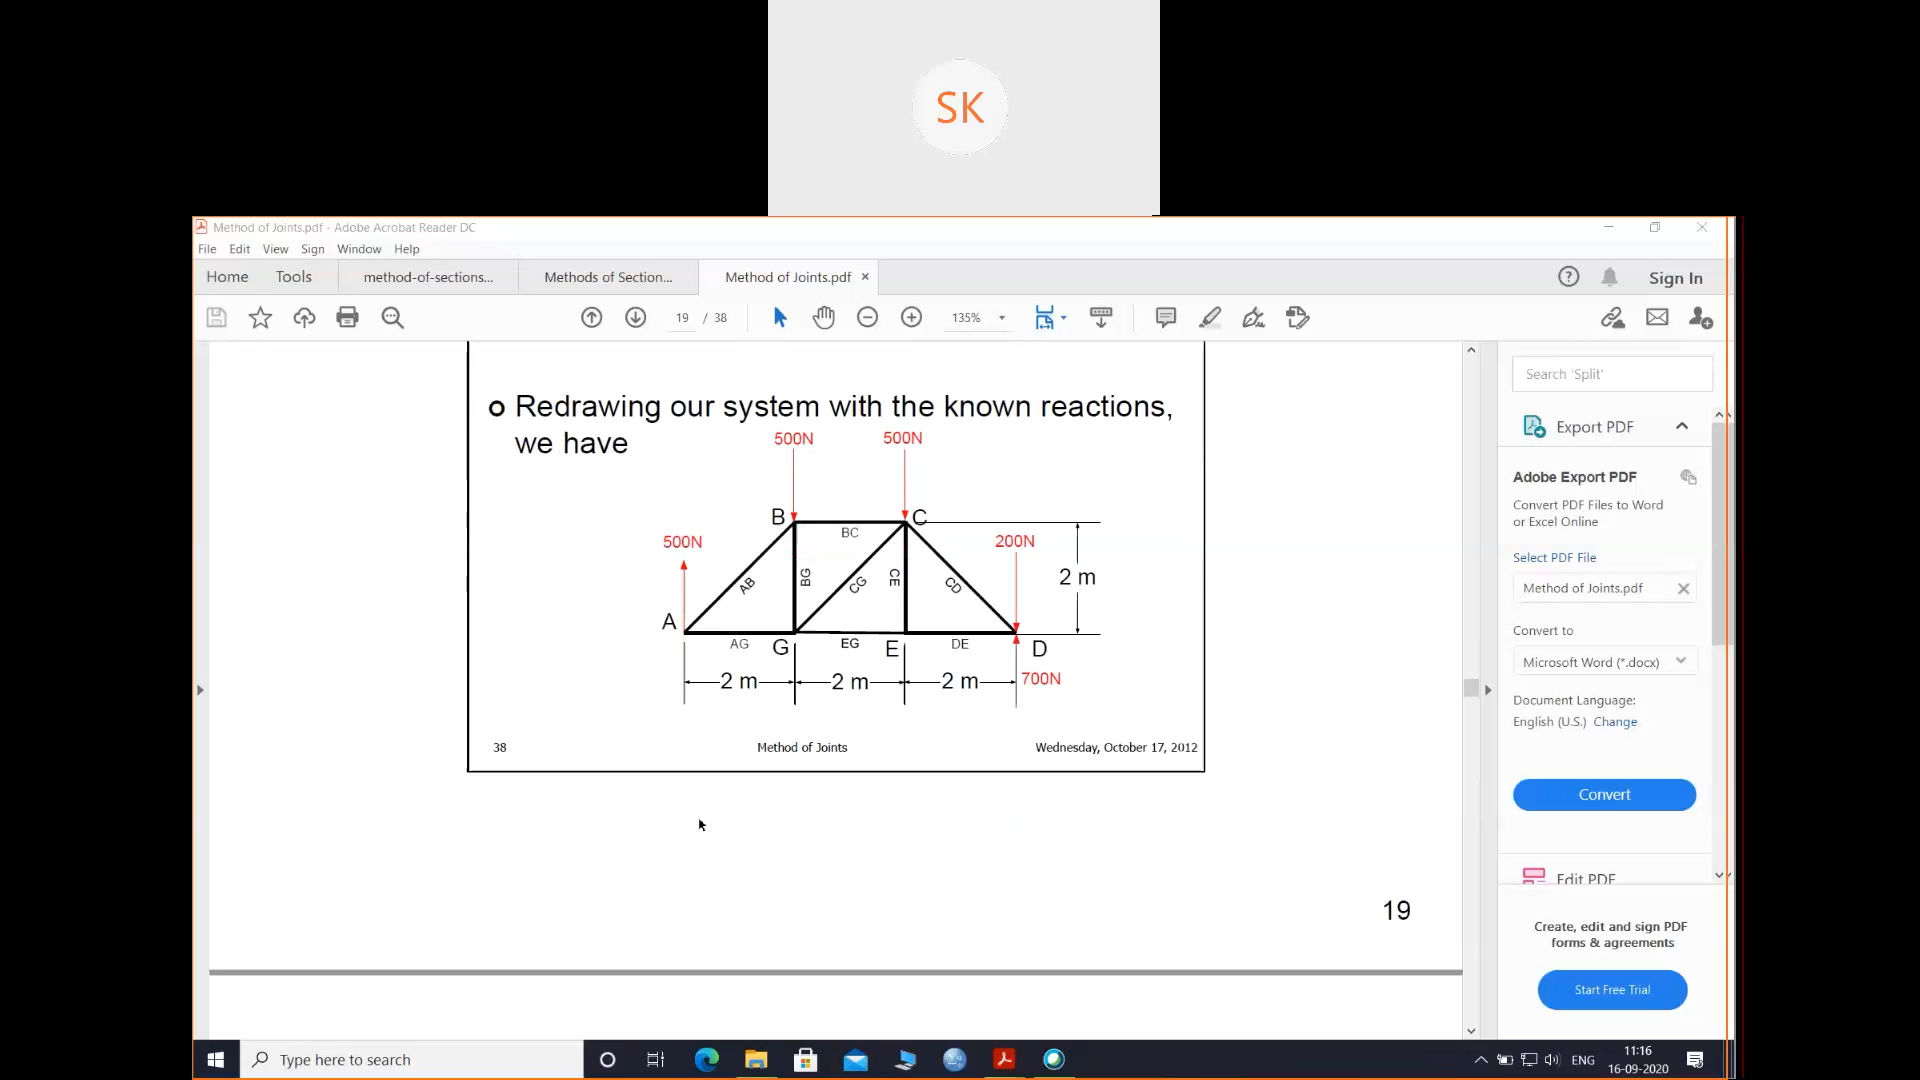 SK
Method of Joints.pdf - Adobe Acrobat Reader DC
File Edit View Sign Window Help
Home Tools method-of-sections... Methods of Section... Method of Joints.pdf × Sign In
19 / 38 135%
o Redrawing our system with the known reactions,
we have
500N 500N
B C
BC
500N 200N
AB BG CG CE CD 2 m
A
AG G EG E DE D
2 m 2 m 2 m 700N
38 Method of Joints Wednesday, October 17, 2012
19
Search 'Split'
Export PDF
Adobe Export PDF
Convert PDF Files to Word
or Excel Online
Select PDF File
Method of Joints.pdf
Convert to
Microsoft Word (*.docx)
Document Language:
English (U.S.) Change
Convert
Edit PDF
Create, edit and sign PDF
forms & agreements
Start Free Trial
Type here to search
ENG
11:16
16-09-2020